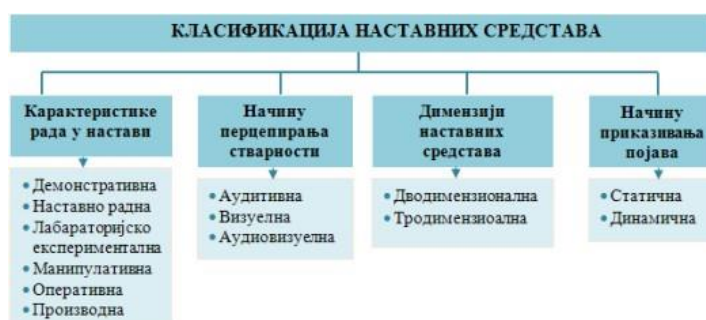 КЛАСИФИКАЦИЈА НАСТАВНИХ СРЕДСТАВА
Карактеристике
рада у настави
• Демонстративна
• Наставно радна
• Лабараторијско
експериментална
• Манипулативна
• Оперативна
• Производна
Начину
перцепирања
стварности
• Аудитивна
• Визуелна
• Аудиовизуелна
Димензији
наставних
средстава
• Дводимензионална
• Тродимензиоална
Начину
приказивања
појава
• Статична
• Динамична